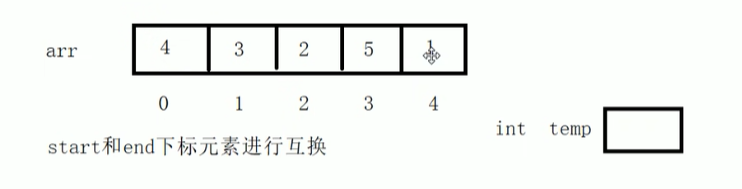 arr 4 3 2 5 1
0 1 2 3 4
int temp
start和end下标元素进行互换